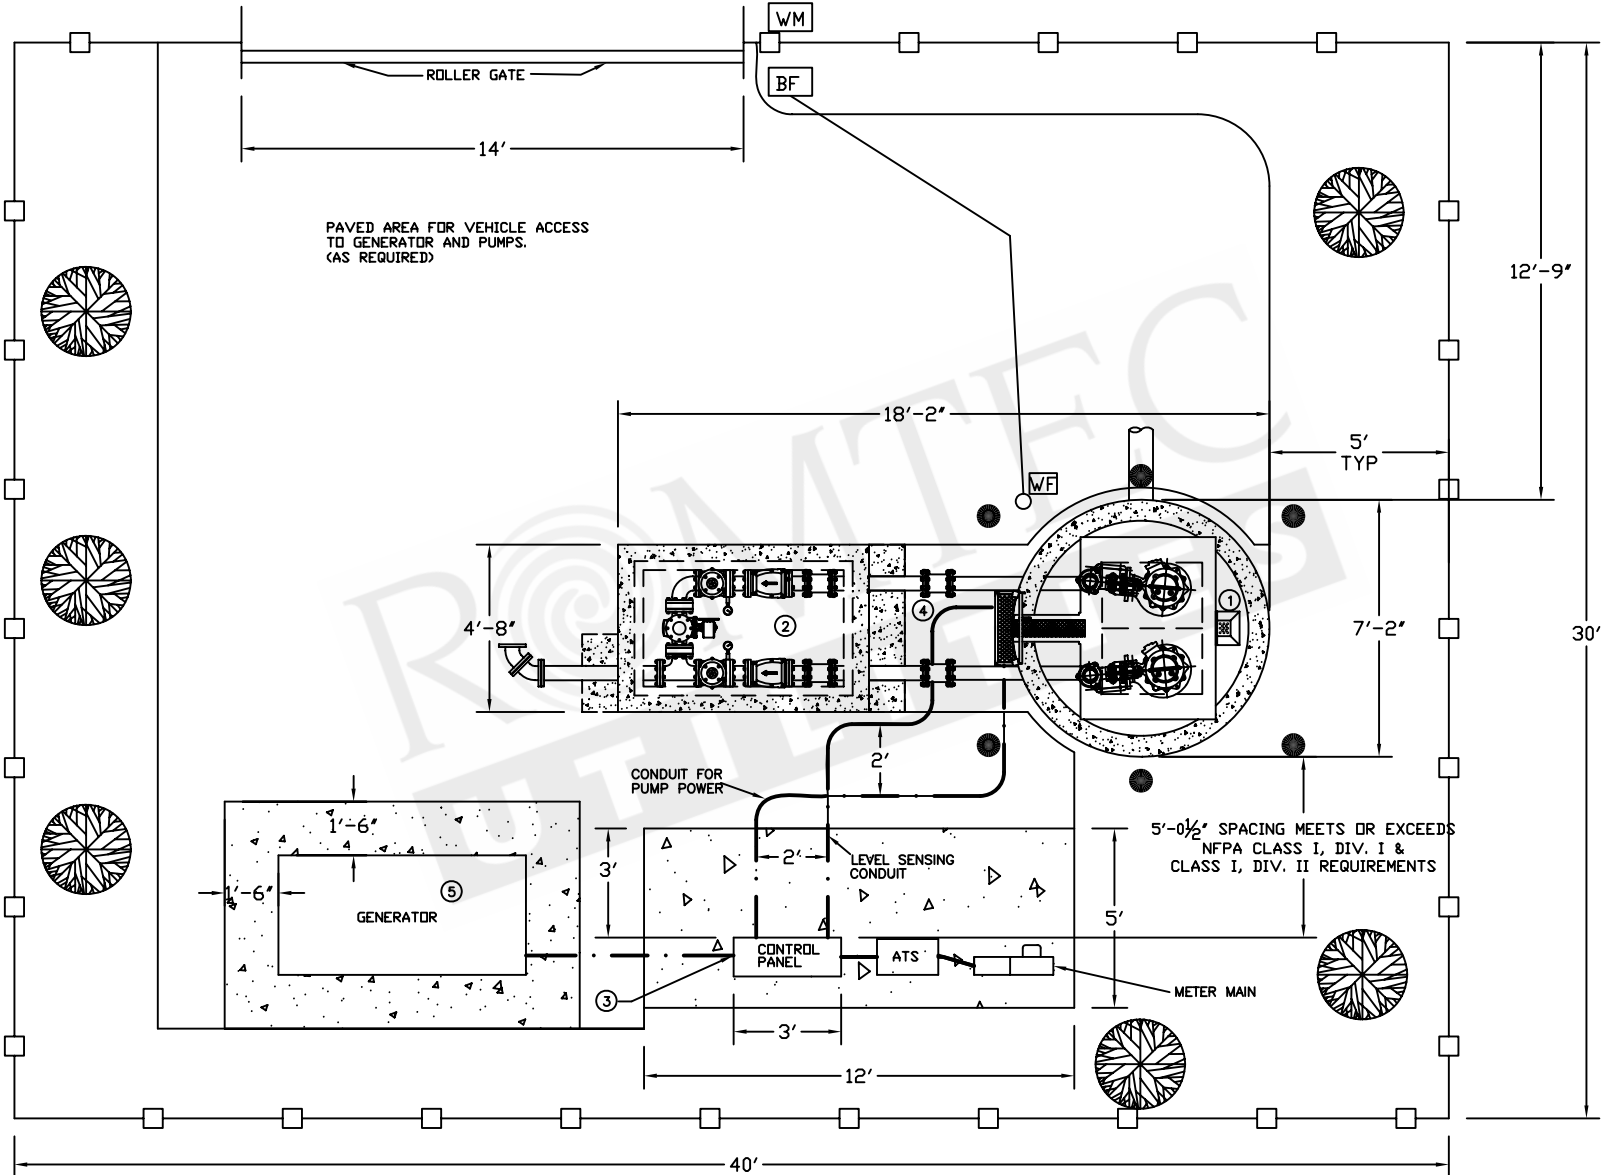 WM
BF
ROLLER GATE
14'
PAVED AREA FOR VEHICLE ACCESS
TO GENERATOR AND PUMPS.
(AS REQUIRED)
12'-9"
18'-2"
5'
TYP
WF
ROMTEC
UTILITIES
4'-8"
2
4
1
7'-2"
30'
2'
CONDUIT FOR
PUMP POWER
1'-6"
1'-6"
3'
2'
LEVEL SENSING
CONDUIT
5'-0½" SPACING MEETS OR EXCEEDS
NFPA CLASS I, DIV. I &
CLASS I, DIV. II REQUIREMENTS
5
GENERATOR
5'
CONTROL
PANEL
ATS
3
METER MAIN
3'
12'
40'